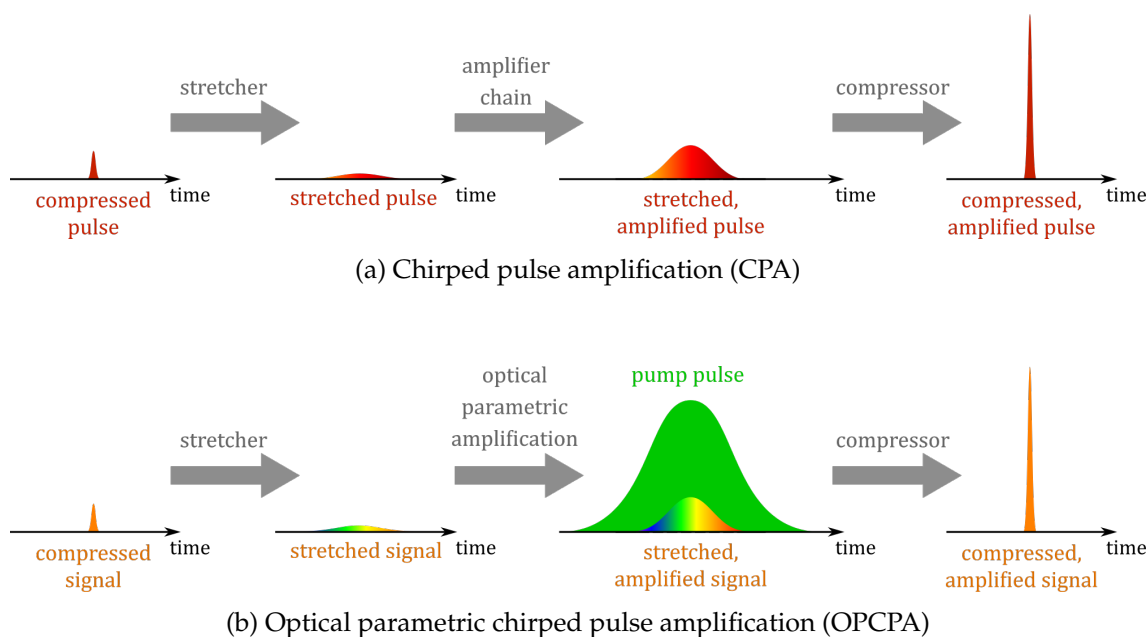 stretcher
amplifier
chain
compressor
compressed
pulse
time
stretched pulse
time
stretched,
amplified pulse
time
compressed,
amplified pulse
time
(a) Chirped pulse amplification (CPA)
stretcher
optical
parametric
amplification
pump pulse
compressor
compressed
signal
time
stretched signal
time
stretched,
amplified signal
time
compressed,
amplified signal
time
(b) Optical parametric chirped pulse amplification (OPCPA)